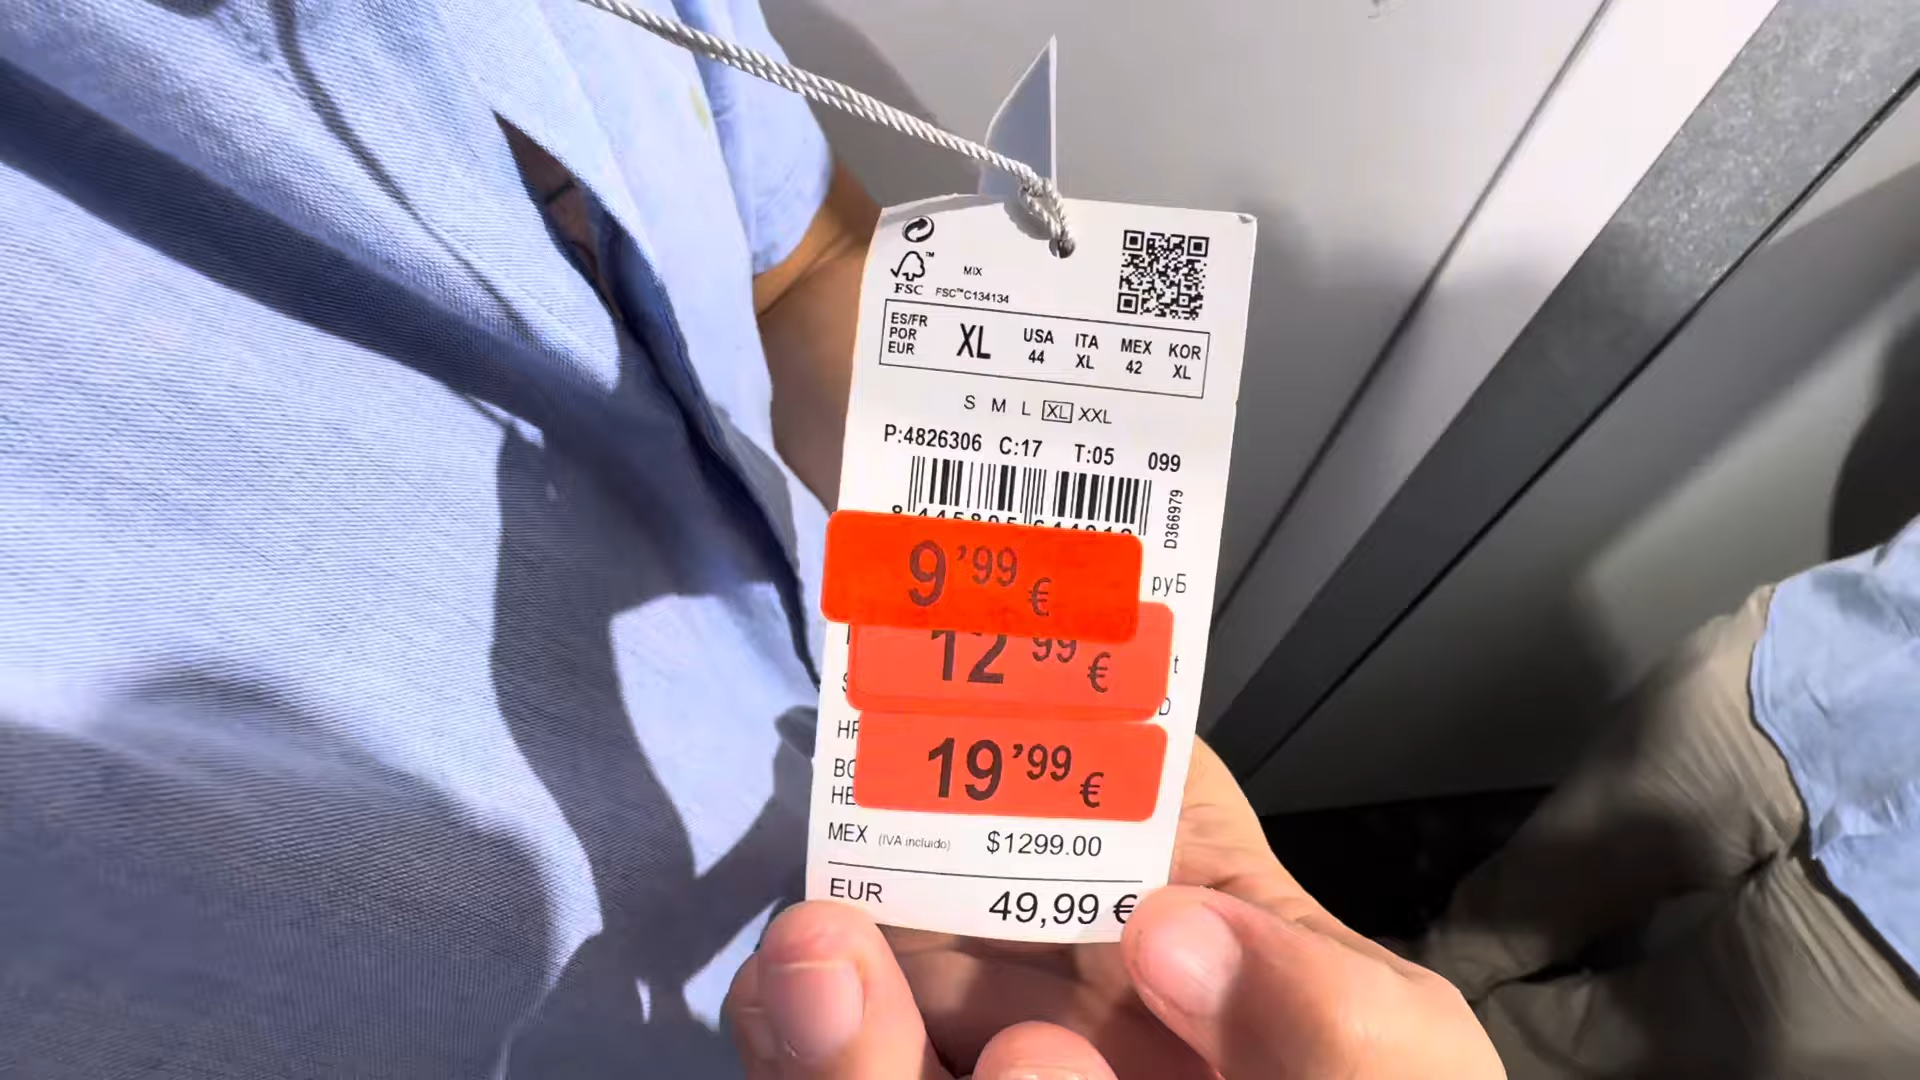 MIX
FSC™ FSC™C134134
ES/FR POR EUR XL USA 44 ITA XL MEX 42 KOR XL
S M L XL XXL
P:4826306 C:17 T:05 099
D366979
9'99 €
руБ
12 99 €
19'99 €
MEX (IVA incluido) $1299.00
EUR 49,99 €